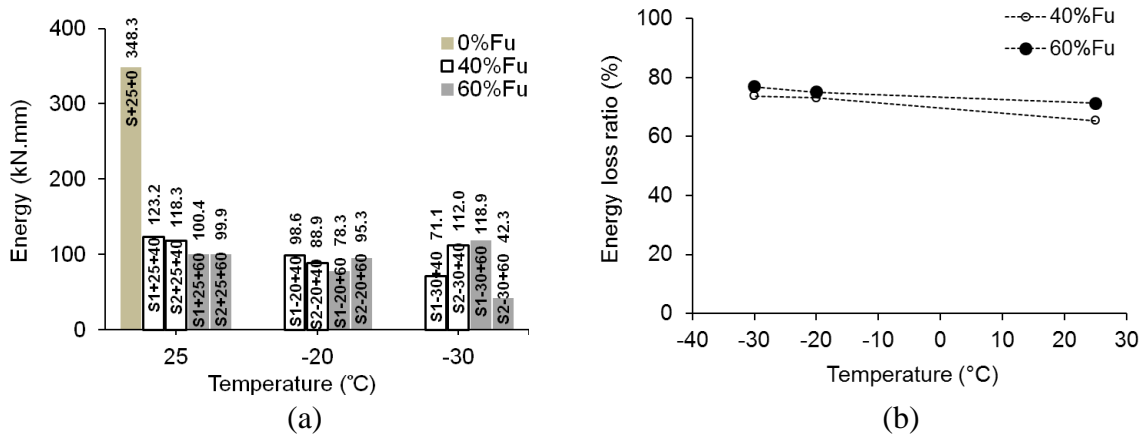 400
300
200
100
0
Energy (kN.mm)
0%Fu
40%Fu
60%Fu
348.3
S+25+0
123.2
S1+25+40
118.3
S2+25+40
100.4
S1+25+60
99.9
S2+25+60
98.6
S1-20+40
88.9
S2-20+40
78.3
S1-20+60
95.3
S2-20+60
71.1
S1-30+40
112.0
S2-30+40
118.9
S1-30+60
42.3
S2-30+60
25 -20 -30
Temperature (˚C)
(a)
100
80
60
40
20
0
Energy loss ratio (%)
40%Fu
60%Fu
-40 -30 -20 -10 0 10 20 30
Temperature (°C)
(b)